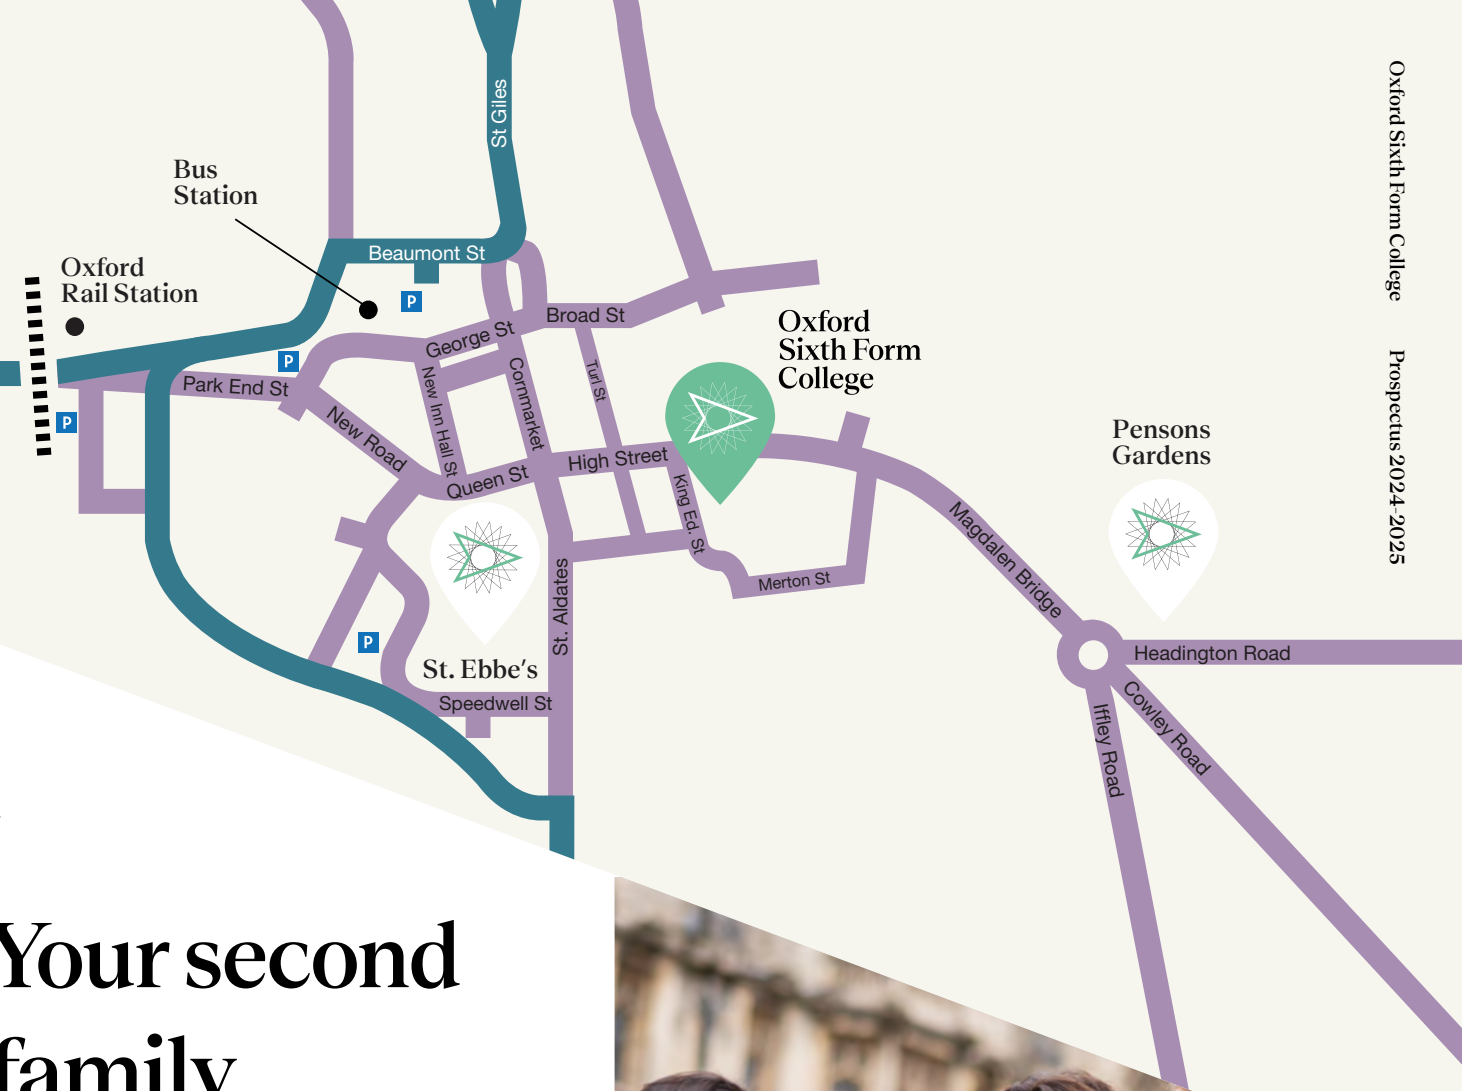 St Giles
Bus
Station
Beaumont St
Oxford
Rail Station
P
P
P
P
George St
Broad St
Oxford
Sixth Form
College
Park End St
New Road
New Inn Hall St
Cornmarket
Turl St
Queen St
High Street
King Ed. St
Merton St
Magdalen Bridge
Pensons
Gardens
St. Aldates
St. Ebbe's
Speedwell St
Headington Road
Cowley Road
Iffley Road
Oxford Sixth Form College
Prospectus 2024-2025
Your second
family